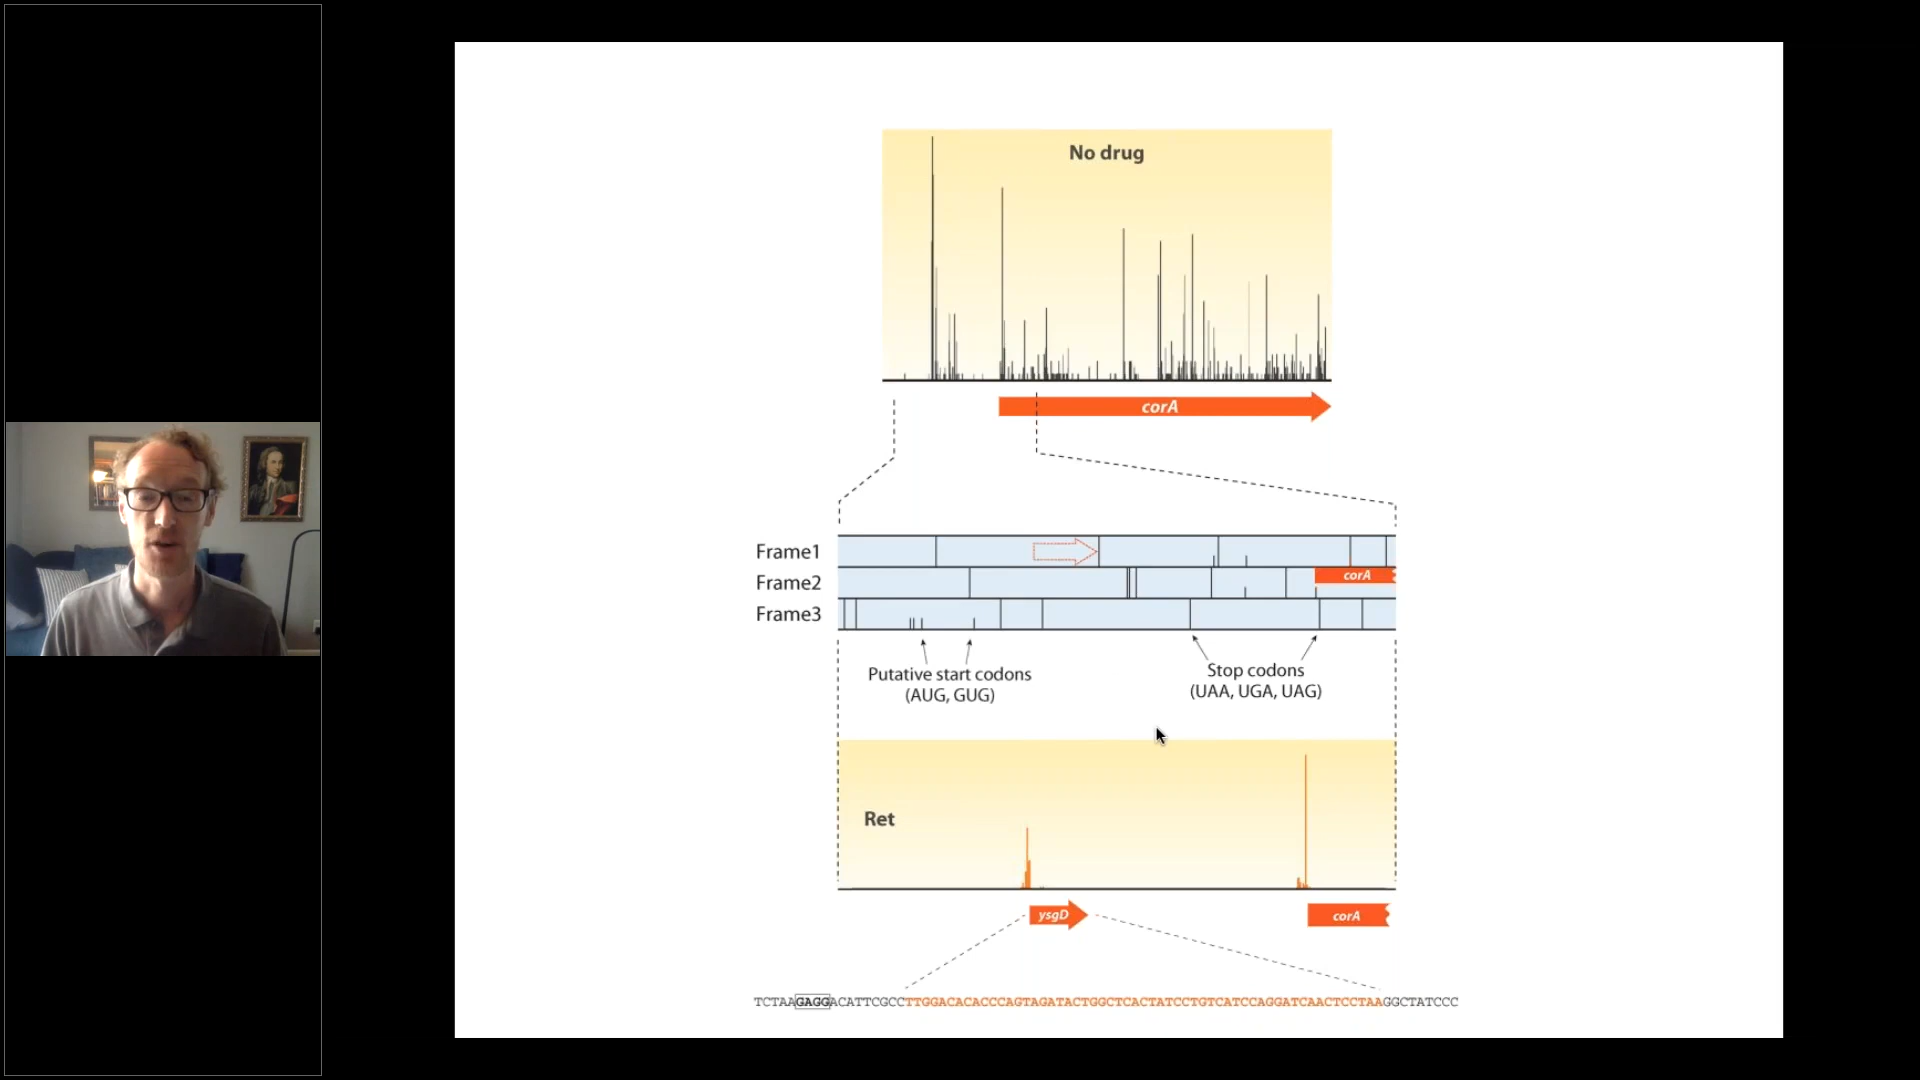 No drug
corA
Frame1
Frame2
corA
Frame3
Putative start codons
(AUG, GUG)
Stop codons
(UAA, UGA, UAG)
Ret
ysgD
corA
TCTAAGAGGACATTCGCCTTGGACACACCCAGTAGATACTGGCTCACTATCCTGTCATCCAGGATCAACTCCTAAGGCTATCCC